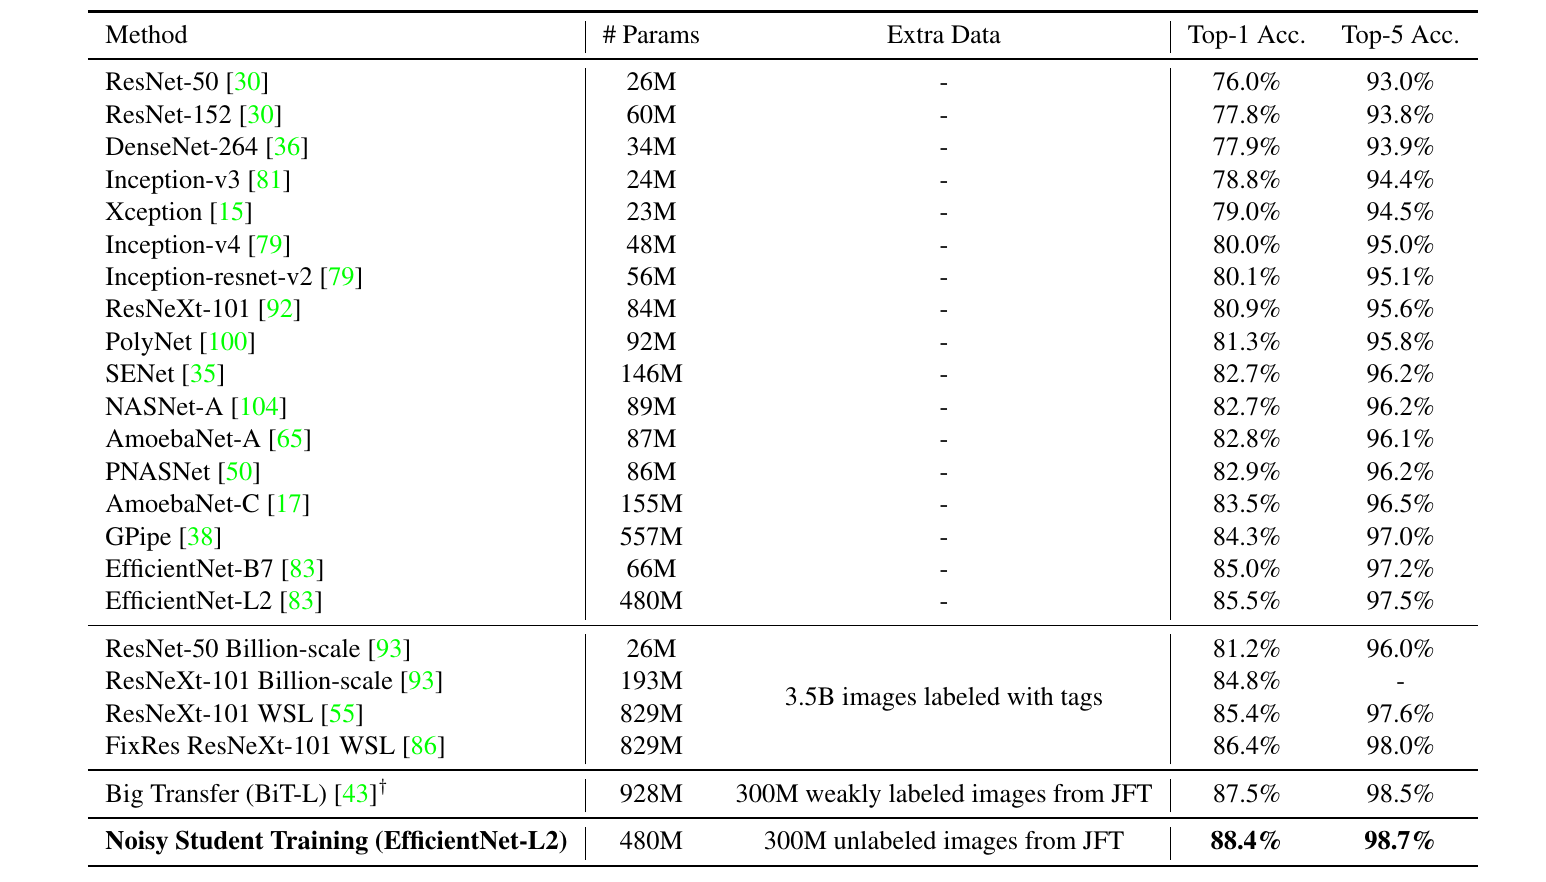 Method # Params Extra Data Top-1 Acc. Top-5 Acc.
ResNet-50 [30] 26M - 76.0% 93.0%
ResNet-152 [30] 60M - 77.8% 93.8%
DenseNet-264 [36] 34M - 77.9% 93.9%
Inception-v3 [81] 24M - 78.8% 94.4%
Xception [15] 23M - 79.0% 94.5%
Inception-v4 [79] 48M - 80.0% 95.0%
Inception-resnet-v2 [79] 56M - 80.1% 95.1%
ResNeXt-101 [92] 84M - 80.9% 95.6%
PolyNet [100] 92M - 81.3% 95.8%
SENet [35] 146M - 82.7% 96.2%
NASNet-A [104] 89M - 82.7% 96.2%
AmoebaNet-A [65] 87M - 82.8% 96.1%
PNASNet [50] 86M - 82.9% 96.2%
AmoebaNet-C [17] 155M - 83.5% 96.5%
GPipe [38] 557M - 84.3% 97.0%
EfficientNet-B7 [83] 66M - 85.0% 97.2%
EfficientNet-L2 [83] 480M - 85.5% 97.5%
ResNet-50 Billion-scale [93] 26M 81.2% 96.0%
ResNeXt-101 Billion-scale [93] 193M 84.8% -
3.5B images labeled with tags
ResNeXt-101 WSL [55] 829M 85.4% 97.6%
FixRes ResNeXt-101 WSL [86] 829M 86.4% 98.0%
Big Transfer (BiT-L) [43]† 928M 300M weakly labeled images from JFT 87.5% 98.5%
Noisy Student Training (EfficientNet-L2) 480M 300M unlabeled images from JFT 88.4% 98.7%